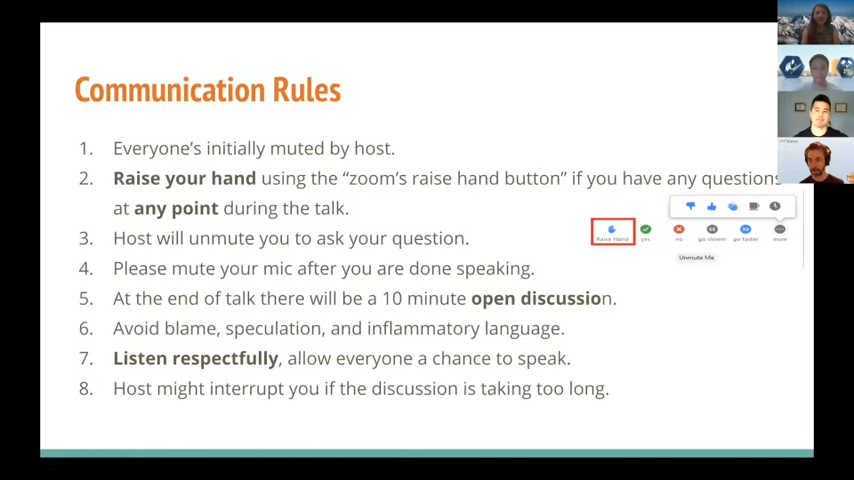 Communication Rules
1. Everyone's initially muted by host.
2. Raise your hand using the "zoom's raise hand button" if you have any questions
at any point during the talk.
3. Host will unmute you to ask your question.
4. Please mute your mic after you are done speaking.
5. At the end of talk there will be a 10 minute open discussion.
6. Avoid blame, speculation, and inflammatory language.
7. Listen respectfully, allow everyone a chance to speak.
8. Host might interrupt you if the discussion is taking too long.
Raise Hand yes no go slower go faster more
Unmute Me